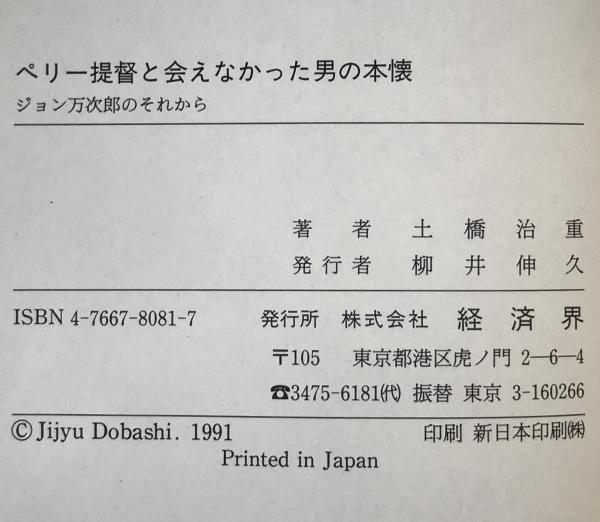 ペリー提督と会えなかった男の本懐
ジョン万次郎のそれから
著者 土橋治重
発行者 柳井伸久
ISBN 4-7667-8081-7 発行所 株式会社 経済界
〒105 東京都港区虎ノ門 2—6—4
☎3475-6181㈹ 振替 東京 3-160266
© Jijyu Dobashi. 1991 印刷 新日本印刷㈱
Printed in Japan